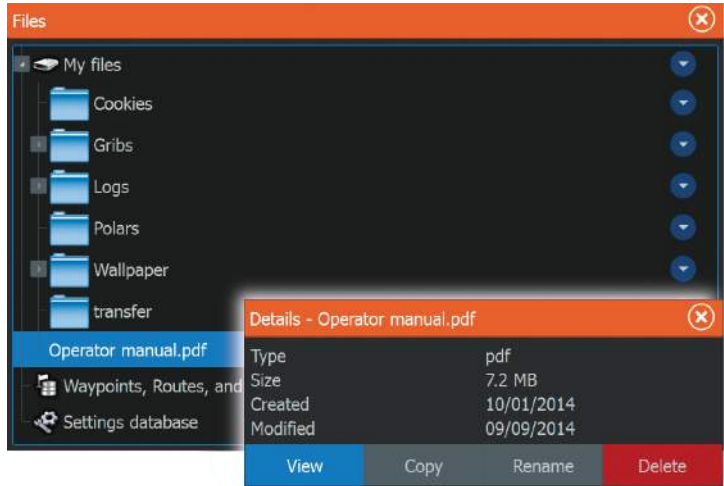 Files
My files
Cookies
Gribs
Logs
Polars
Wallpaper
transfer
Operator manual.pdf
Waypoints, Routes, and
Settings database
Details - Operator manual.pdf
Type pdf
Size 7.2 MB
Created 10/01/2014
Modified 09/09/2014
View Copy Rename Delete